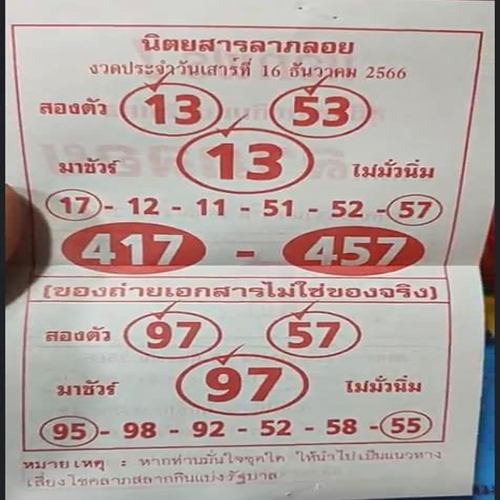 นิตยสารลาภลอย
งวดประจำวันเสาร์ที่ 16 ธันวาคม 2566
สองตัว 13 53
มาชัวร์ 13 ไม่มั่วนิ่ม
17 - 12 - 11 - 51 - 52 - 57
417 - 457
(ของถ่ายเอกสารไม่ใช่ของจริง)
สองตัว 97 57
มาชัวร์ 97 ไม่มั่วนิ่ม
95 - 98 - 92 - 52 - 58 - 55
หมายเหตุ : หากท่านมั่นใจชุดใด ให้นำไปเป็นแนวทาง
เสี่ยงโชคลาภสลากกินแบ่งรัฐบาล